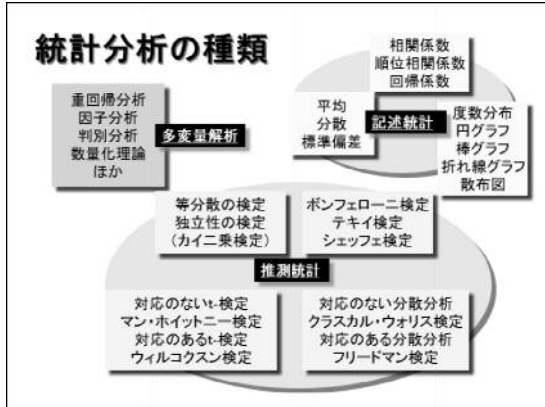 統計分析の種類
相関係数
順位相関係数
回帰係数
重回帰分析
因子分析
判別分析
数量化理論
ほか
多変量解析
平均
分散
標準偏差
記述統計
度数分布
円グラフ
棒グラフ
折れ線グラフ
散布図
等分散の検定
独立性の検定
(カイ二乗検定)
ボンフェローニ検定
テキイ検定
シェッフェ検定
推測統計
対応のないt-検定
マン・ホイットニー検定
対応のあるt-検定
ウィルコクスン検定
対応のない分散分析
クラスカル・ウォリス検定
対応のある分散分析
フリードマン検定